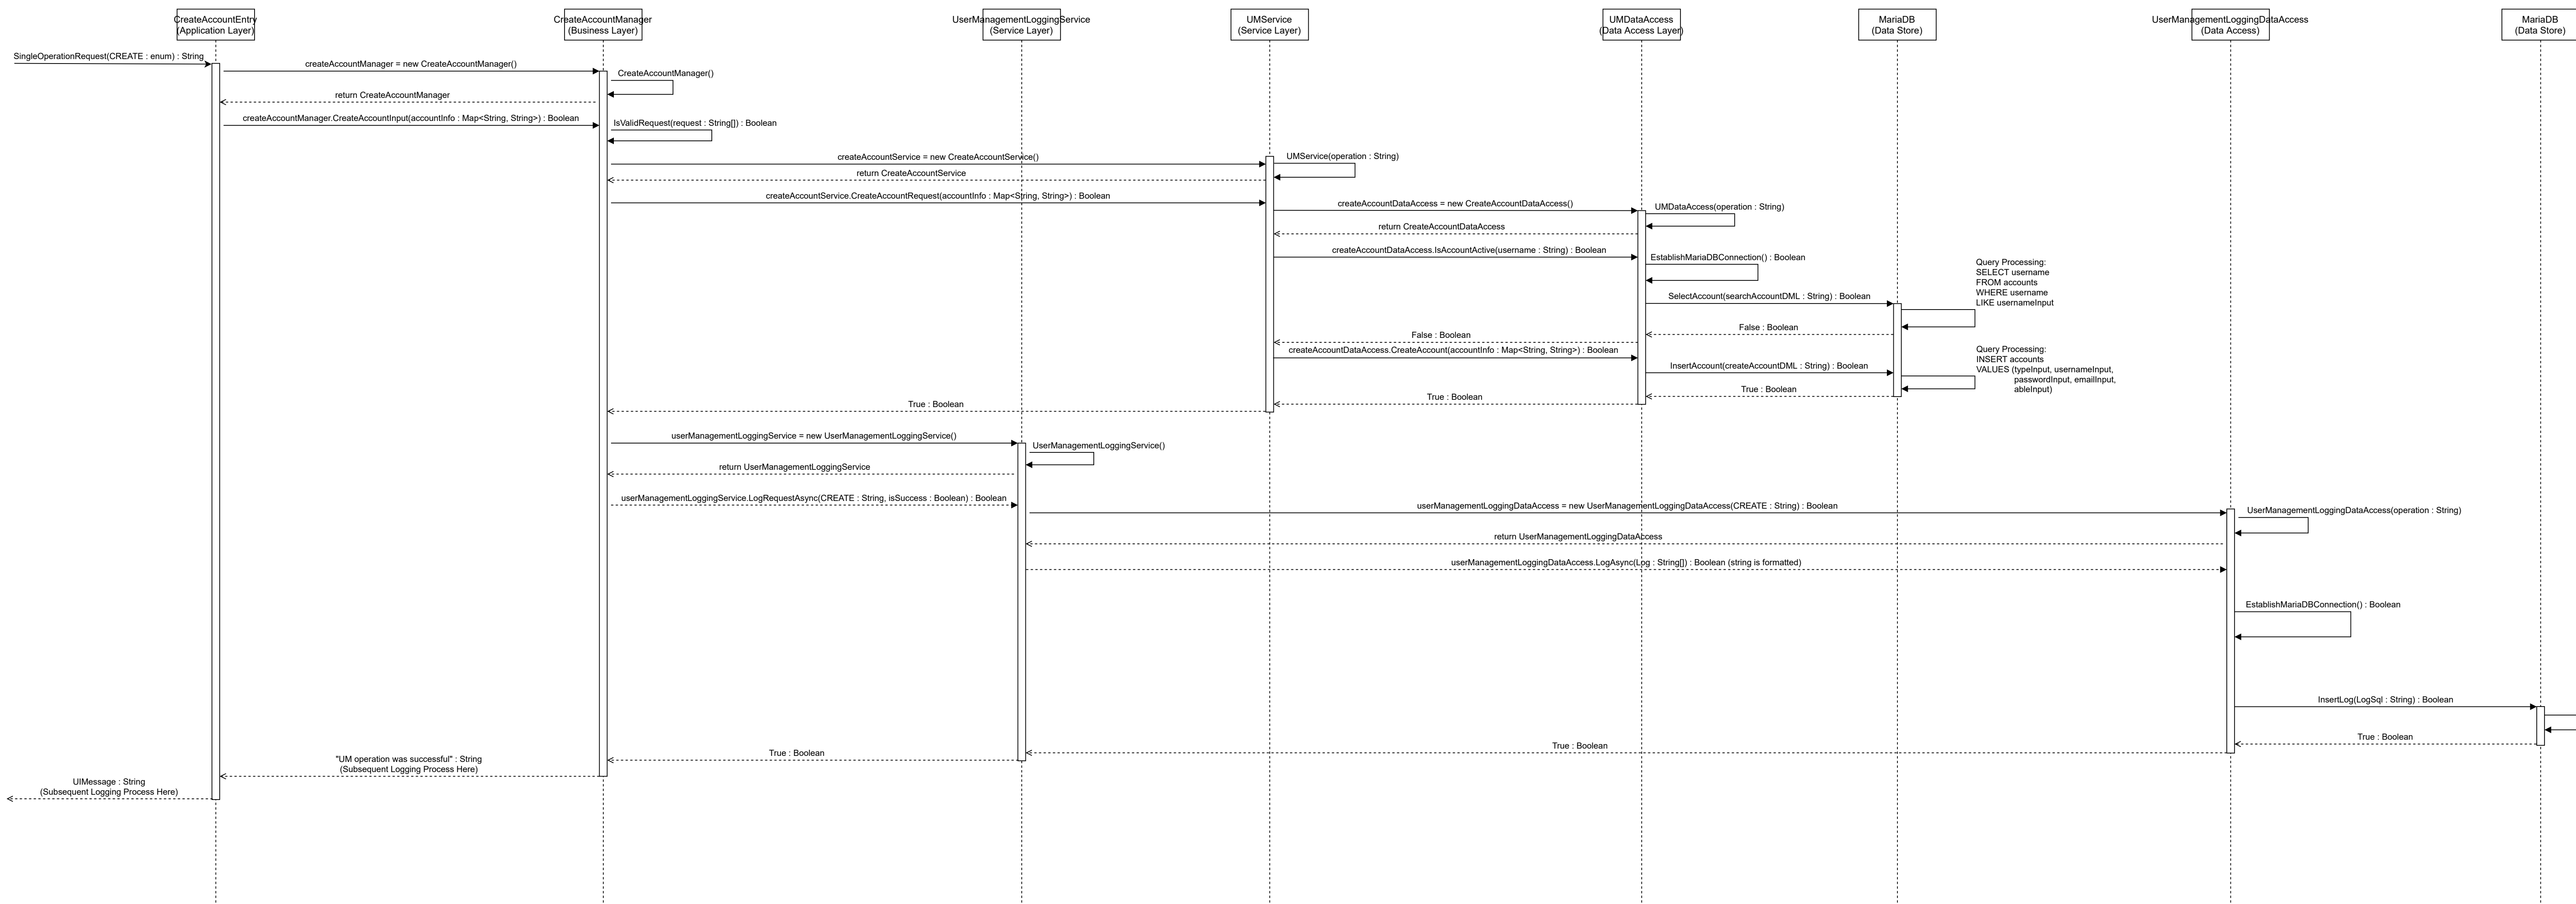 CreateAccountEntry
(Application Layer)
CreateAccountManager
(Business Layer)
UserManagementLoggingService
(Service Layer)
UMService
(Service Layer)
UMDataAccess
(Data Access Layer)
MariaDB
(Data Store)
UserManagementLoggingDataAccess
(Data Access)
MariaDB
(Data Store)
SingleOperationRequest(CREATE : enum) : String
createAccountManager = new CreateAccountManager()
CreateAccountManager()
return CreateAccountManager
createAccountManager.CreateAccountInput(accountInfo : Map<String, String>) : Boolean
IsValidRequest(request : String[]) : Boolean
createAccountService = new CreateAccountService()
UMService(operation : String)
return CreateAccountService
createAccountService.CreateAccountRequest(accountInfo : Map<String, String>) : Boolean
createAccountDataAccess = new CreateAccountDataAccess()
UMDataAccess(operation : String)
return CreateAccountDataAccess
createAccountDataAccess.IsAccountActive(username : String) : Boolean
EstablishMariaDBConnection() : Boolean
Query Processing:
SELECT username
FROM accounts
WHERE username
LIKE usernameInput
SelectAccount(searchAccountDML : String) : Boolean
False : Boolean
False : Boolean
createAccountDataAccess.CreateAccount(accountInfo : Map<String, String>) : Boolean
Query Processing:
INSERT accounts
VALUES (typeInput, usernameInput,
passwordInput, emailInput,
ableInput)
InsertAccount(createAccountDML : String) : Boolean
True : Boolean
True : Boolean
True : Boolean
userManagementLoggingService = new UserManagementLoggingService()
UserManagementLoggingService()
return UserManagementLoggingService
userManagementLoggingService.LogRequestAsync(CREATE : String, isSuccess : Boolean) : Boolean
userManagementLoggingDataAccess = new UserManagementLoggingDataAccess(CREATE : String) : Boolean
UserManagementLoggingDataAccess(operation : String)
return UserManagementLoggingDataAccess
userManagementLoggingDataAccess.LogAsync(Log : String[]) : Boolean (string is formatted)
EstablishMariaDBConnection() : Boolean
InsertLog(LogSql : String) : Boolean
True : Boolean
True : Boolean
True : Boolean
"UM operation was successful" : String
(Subsequent Logging Process Here)
UIMessage : String
(Subsequent Logging Process Here)